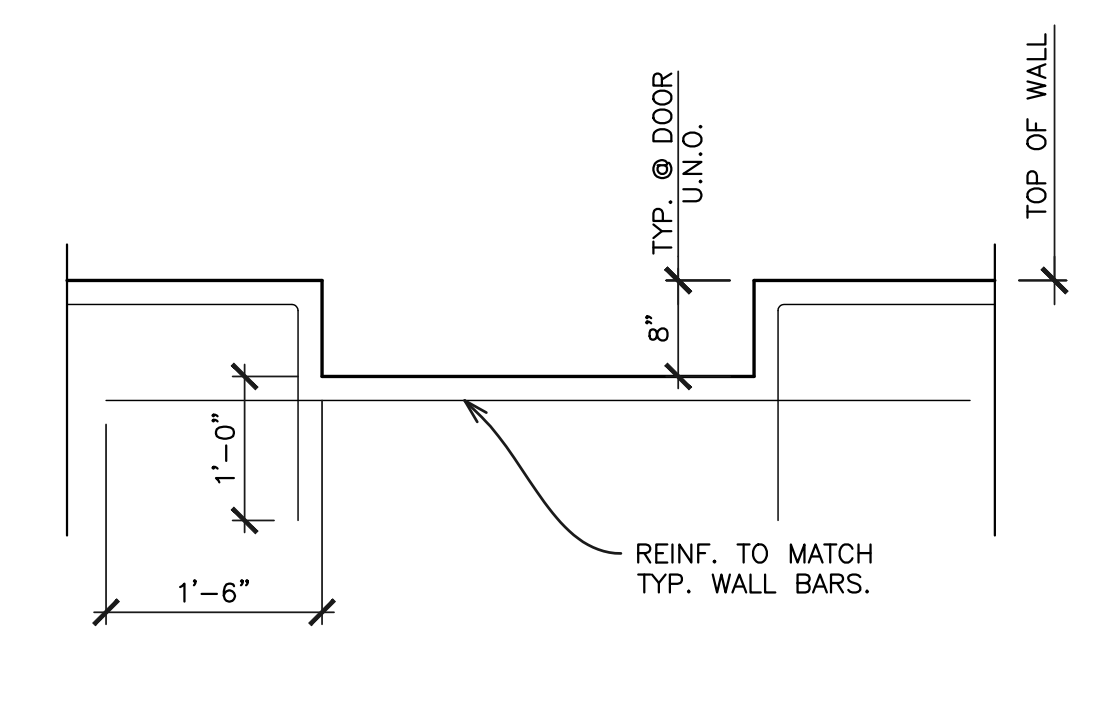 TYP. @ DOOR
U.N.O.
TOP OF WALL
8”
1’–0”
1’–6”
REINF. TO MATCH
TYP. WALL BARS.